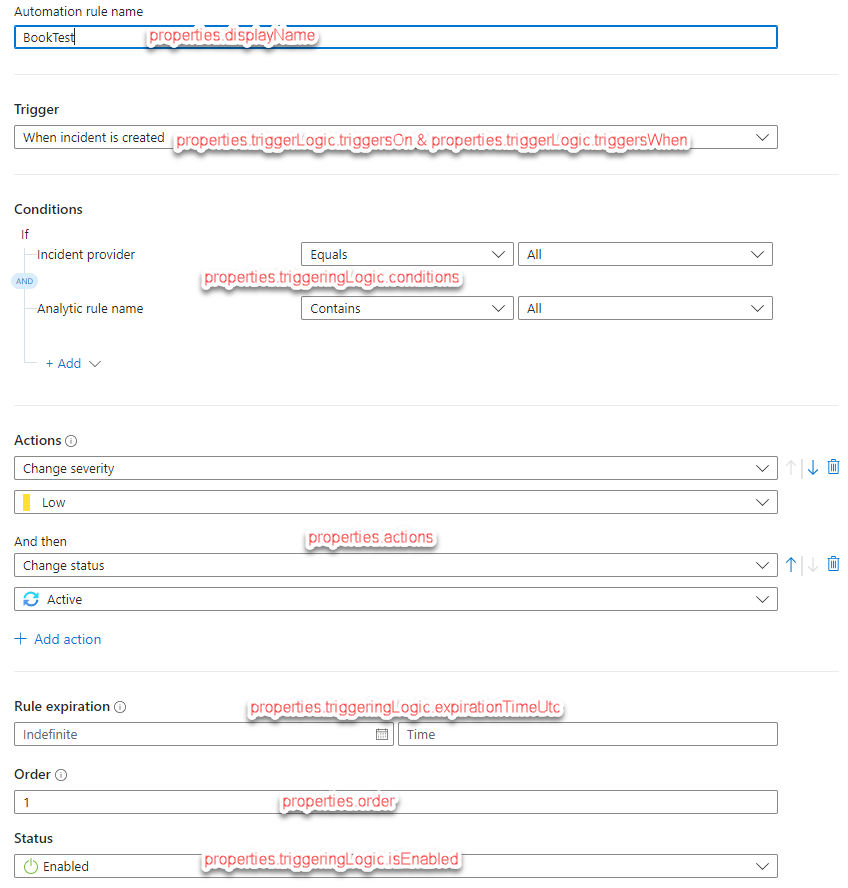 Automation rule name
BookTest properties.displayName
Trigger
When incident is created properties.triggerLogic.triggersOn & properties.triggerLogic.triggersWhen
Conditions
If
Incident provider Equals All
AND properties.triggeringLogic.conditions
Analytic rule name Contains All
+ Add
Actions
Change severity
Low
And then properties.actions
Change status
Active
+ Add action
Rule expiration properties.triggeringLogic.expirationTimeUtc
Indefinite Time
Order
1 properties.order
Status
Enabled properties.triggeringLogic.isEnabled